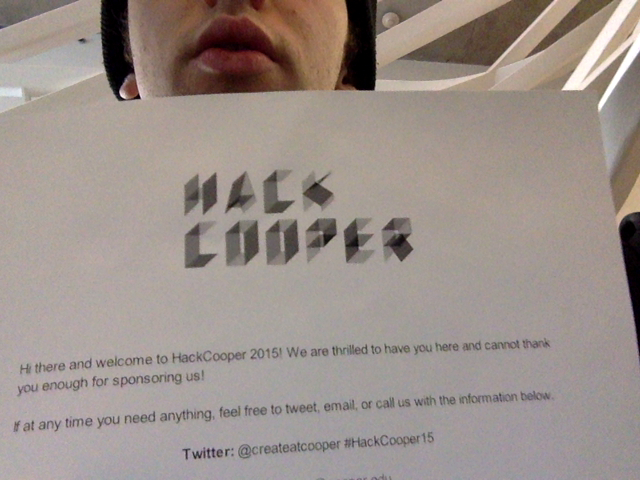 HACK
COOPER
Hi there and welcome to HackCooper 2015! We are thrilled to have you here and cannot thank
you enough for sponsoring us!
If at any time you need anything, feel free to tweet, email, or call us with the information below.
Twitter: @createatcooper #HackCooper15